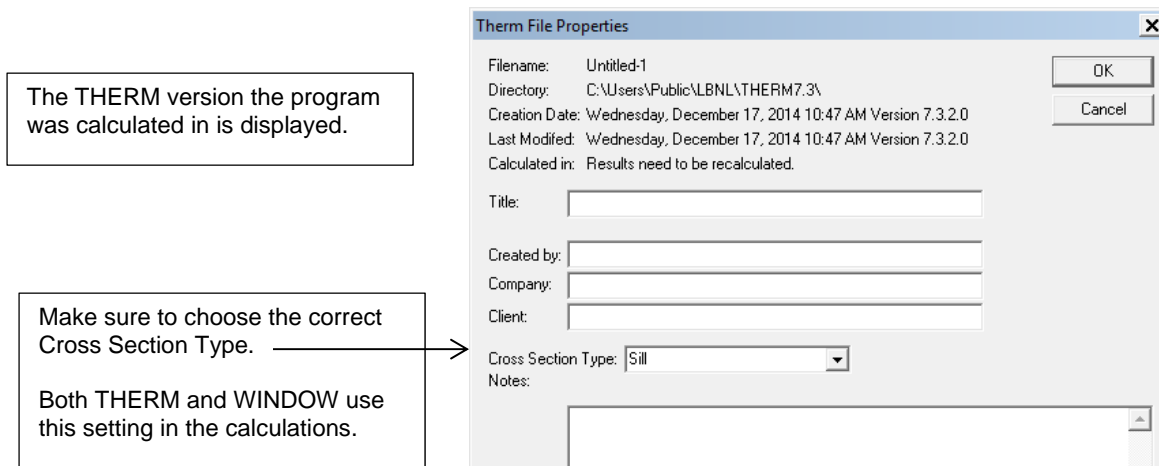 Therm File Properties
Filename: Untitled-1
OK
Directory: C:\Users\Public\LBNL\THERM7.3\
Creation Date: Wednesday, December 17, 2014 10:47 AM Version 7.3.2.0
Cancel
Last Modifed: Wednesday, December 17, 2014 10:47 AM Version 7.3.2.0
Calculated in: Results need to be recalculated.
The THERM version the program
was calculated in is displayed.
Title:
Created by:
Company:
Client:
Cross Section Type: Sill
Notes:
Make sure to choose the correct
Cross Section Type.
Both THERM and WINDOW use
this setting in the calculations.